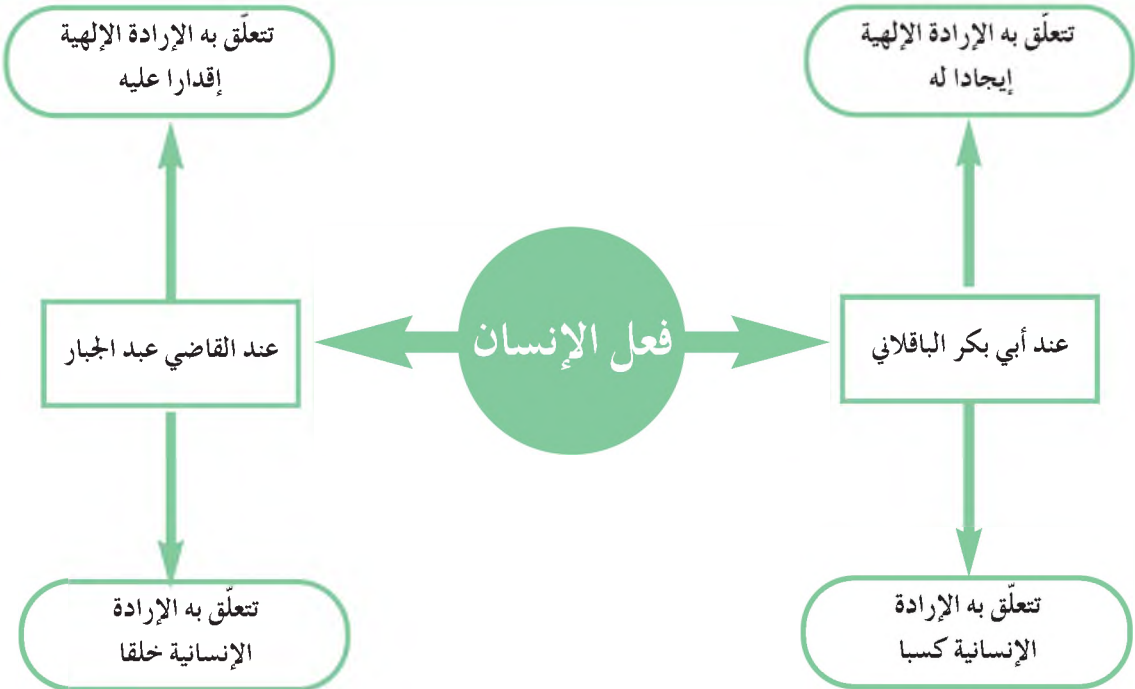 تتعلّق به الإرادة الإلهية
إيجادا له
تتعلّق به الإرادة الإلهية
إقدارا عليه
عند أبي بكر الباقلاني
فعل الإنسان
عند القاضي عبد الجبار
تتعلّق به الإرادة
الإنسانية كسبا
تتعلّق به الإرادة
الإنسانية خلقا